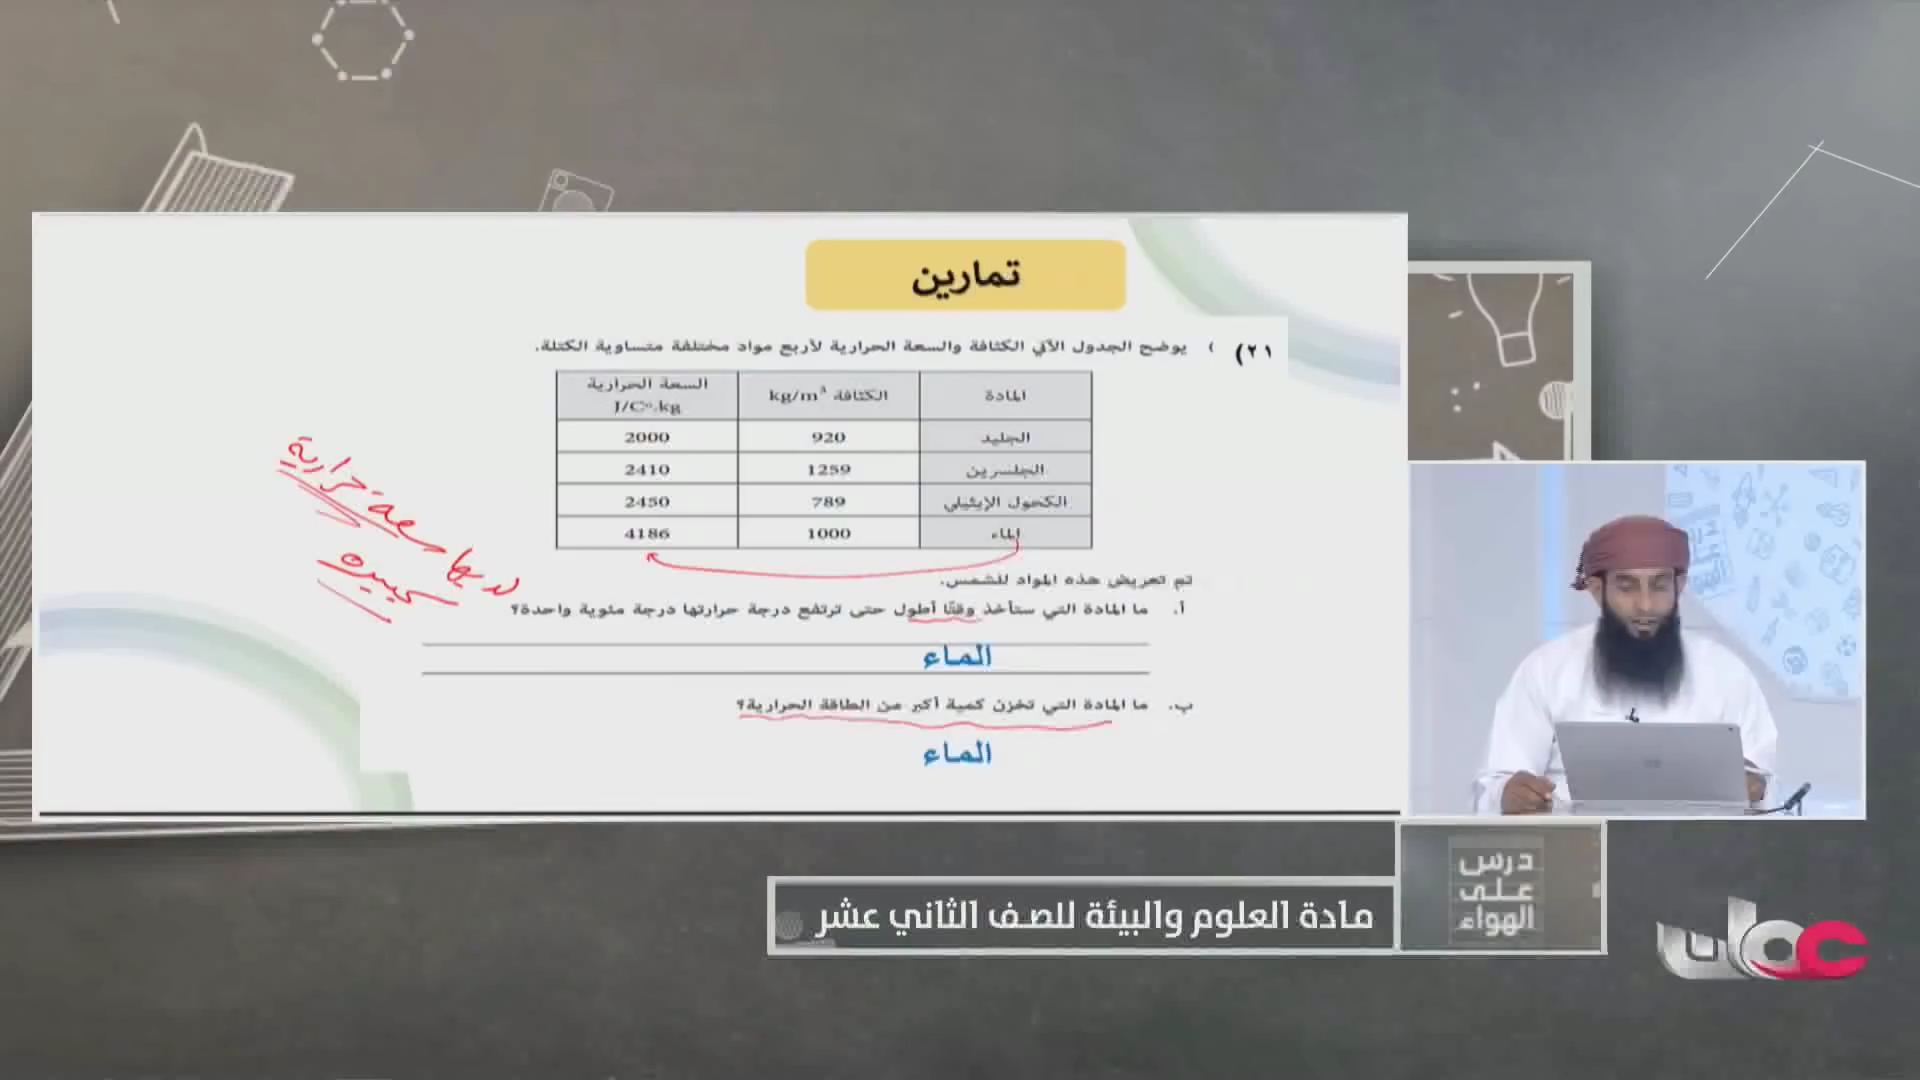 تمارين
٢١) ) يوضح الجدول الآتي الكثافة والسعة الحرارية لأربع مواد مختلفة متساوية الكتلة.
المادة الكثافة kg/m³ السعة الحرارية J/C°.kg
الجليد 920 2000
الجلسرين 1259 2410
الكحول الإيثيلي 789 2450
الماء 1000 4186
تم تعريض هذه المواد للشمس.
أ. ما المادة التي ستأخذ وقتًا أطول حتى ترتفع درجة حرارتها درجة مئوية واحدة؟
الماء
ب. ما المادة التي تخزن كمية أكبر من الطاقة الحرارية؟
الماء
لديها سعة حرارية
كبيرة
درس
على
الهواء
مادة العلوم والبيئة للصف الثاني عشر